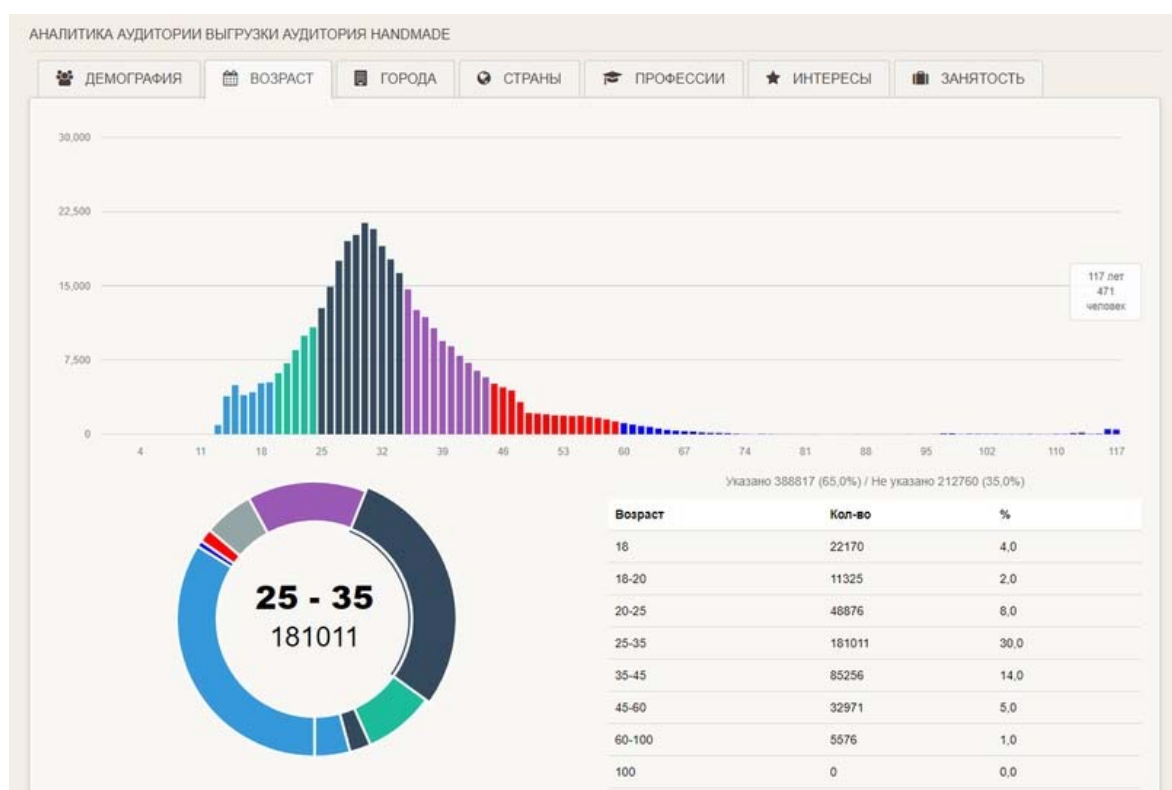 АНАЛИТИКА АУДИТОРИИ ВЫГРУЗКИ АУДИТОРИЯ HANDMADE
ДЕМОГРАФИЯ ВОЗРАСТ ГОРОДА СТРАНЫ ПРОФЕССИИ ИНТЕРЕСЫ ЗАНЯТОСТЬ
30,000
22,500
15,000
7,500
0
117 лет
471
человек
4 11 18 25 32 39 46 53 60 67 74 81 88 95 102 110 117
Указано 388817 (65,0%) / Не указано 212760 (35,0%)
25 - 35
181011
Возраст Кол-во %
18 22170 4,0
18-20 11325 2,0
20-25 48876 8,0
25-35 181011 30,0
35-45 85256 14,0
45-60 32971 5,0
60-100 5576 1,0
100 0 0,0